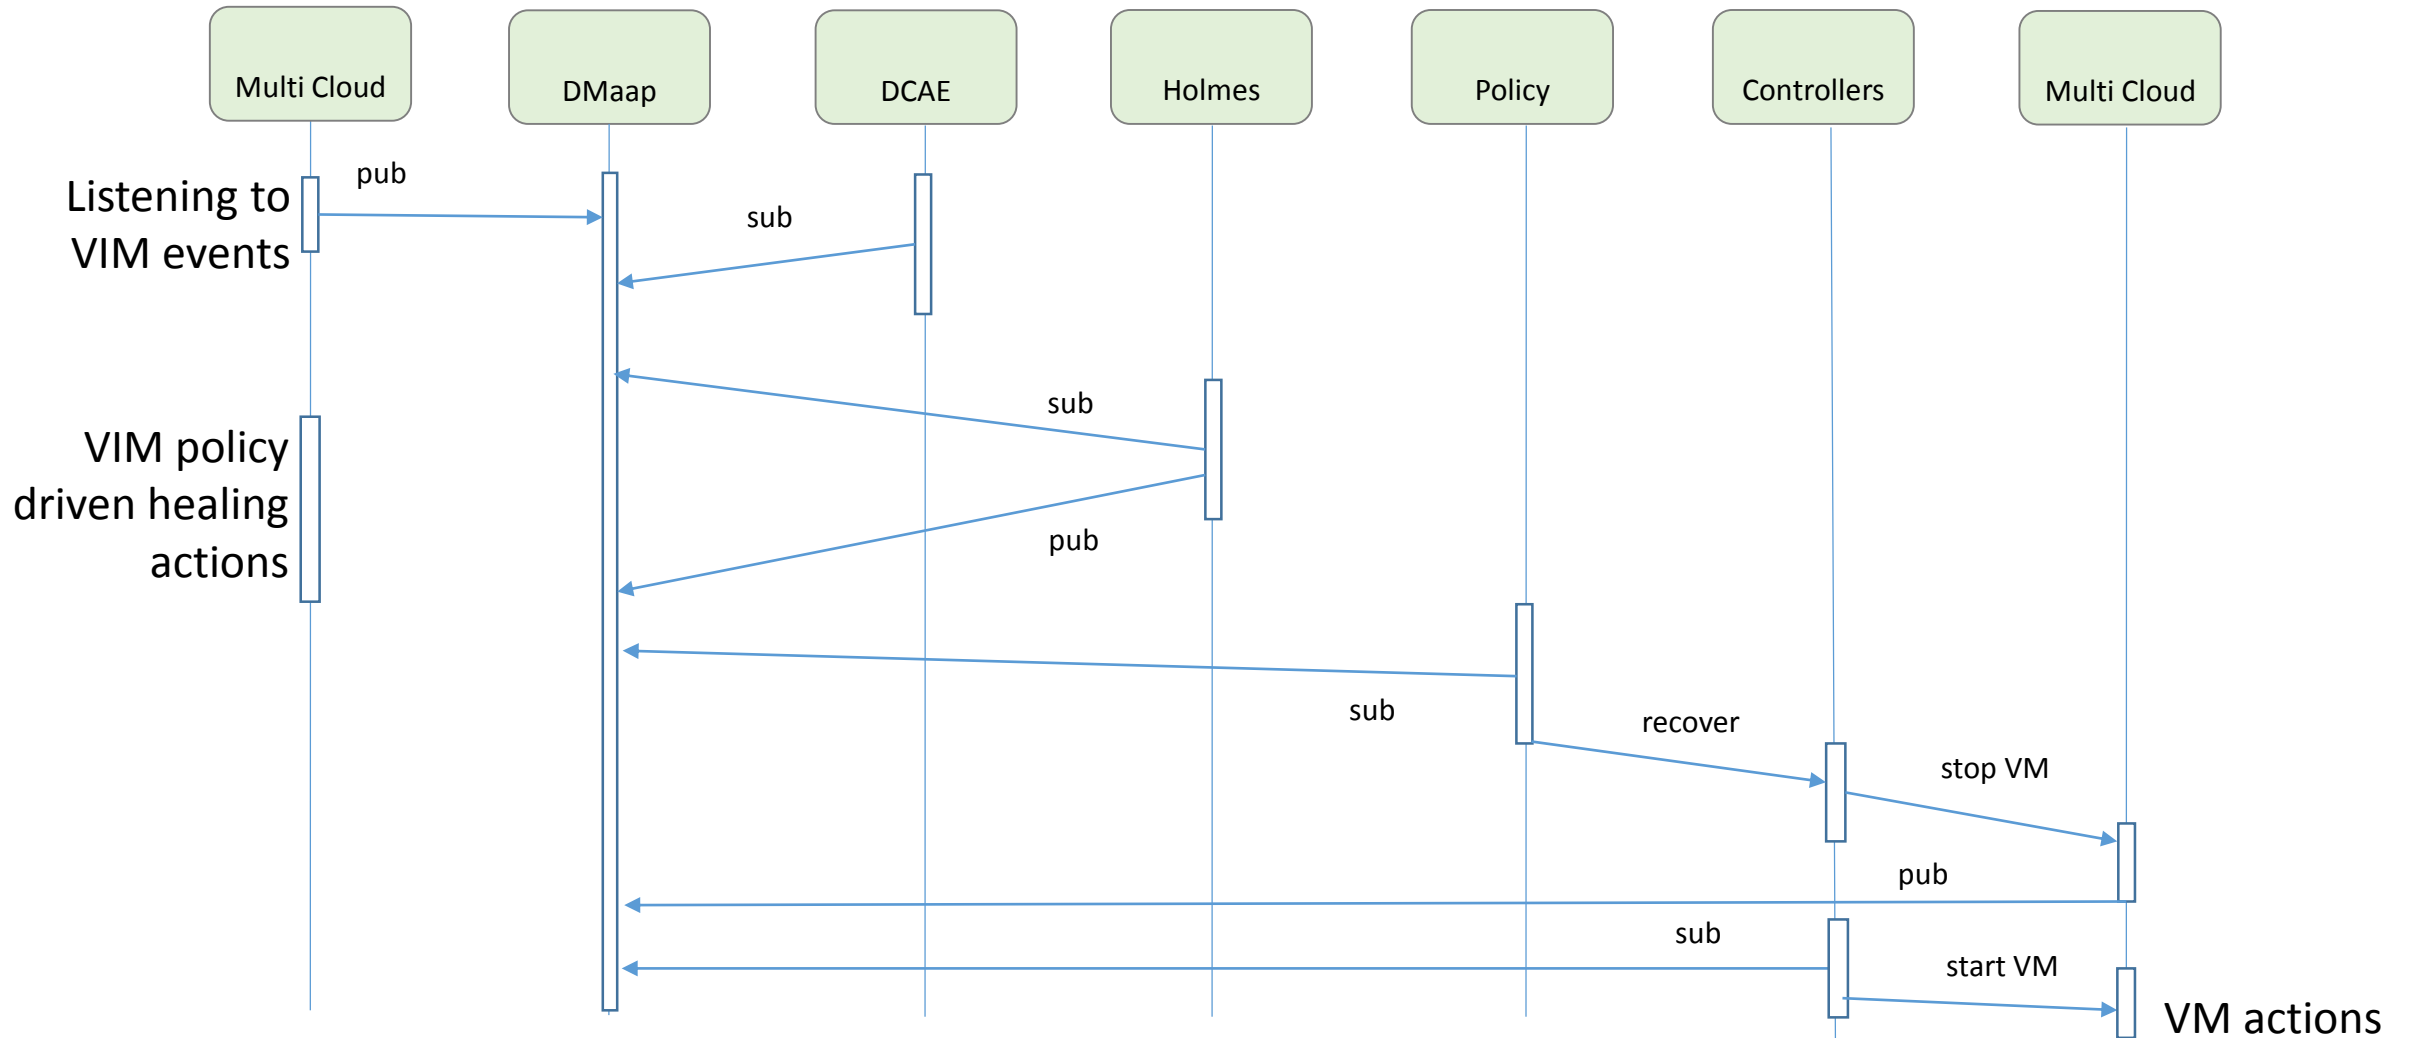 Multi Cloud
DMaap
DCAE
Holmes
Policy
Controllers
Multi Cloud
Listening to
VIM events
pub
sub
sub
VIM policy
driven healing
actions
pub
sub
recover
stop VM
pub
sub
start VM
VM actions